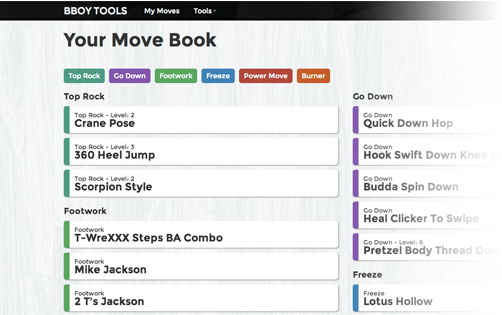 BBOY TOOLS My Moves Tools
Your Move Book
Top Rock Go Down Footwork Freeze Power Move Burner
Top Rock
Top Rock - Level: 2
Crane Pose
Top Rock - Level: 3
360 Heel Jump
Top Rock - Level: 2
Scorpion Style
Footwork
Footwork
T-WreXXX Steps BA Combo
Footwork
Mike Jackson
Footwork
2 T's Jackson
Go Down
Go Down
Quick Down Hop
Go Down
Hook Swift Down Knee D
Go Down
Budda Spin Down
Go Down
Heal Clicker To Swipe
Go Down - Level: 6
Pretzel Body Thread Dow
Freeze
Freeze
Lotus Hollow